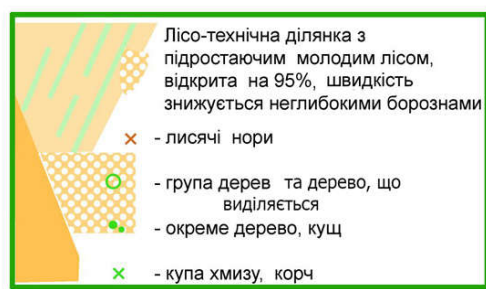 Лісо-технічна ділянка з
підростаючим молодим лісом,
відкрита на 95%, швидкість
знижується неглибокими борознами
- лисячі нори
- група дерев та дерево, що
виділяється
- окреме дерево, кущ
- купа хмизу, корч